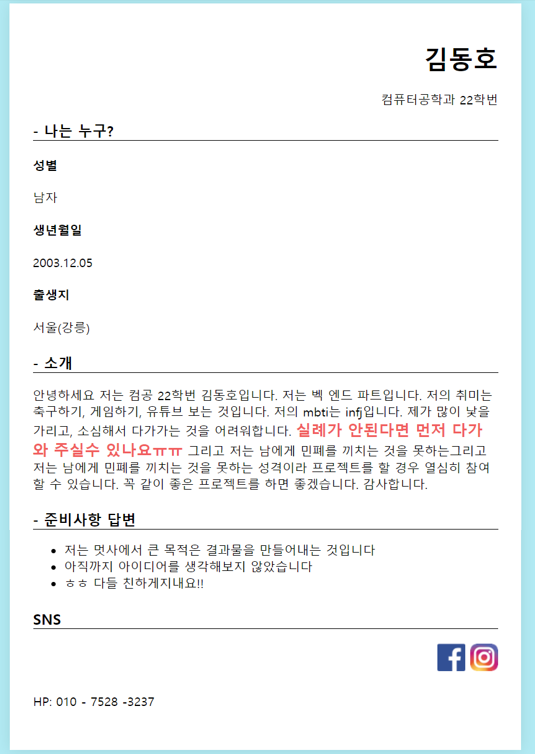 김동호
컴퓨터공학과 22학번
- 나는 누구?
성별
남자
생년월일
2003.12.05
출생지
서울(강릉)
- 소개
안녕하세요 저는 컴공 22학번 김동호입니다. 저는 벡 엔드 파트입니다. 저의 취미는
축구하기, 게임하기, 유튜브 보는 것입니다. 저의 mbti는 infj입니다. 제가 많이 낯을
가리고, 소심해서 다가가는 것을 어려워합니다. 실례가 안된다면 먼저 다가
와 주실수 있나요ㅠㅠ 그리고 저는 남에게 민폐를 끼치는 것을 못하는그리고
저는 남에게 민폐를 끼치는 것을 못하는 성격이라 프로젝트를 할 경우 열심히 참여
할 수 있습니다. 꼭 같이 좋은 프로젝트를 하면 좋겠습니다. 감사합니다.
- 준비사항 답변
저는 멋사에서 큰 목적은 결과물을 만들어내는 것입니다
아직까지 아이디어를 생각해보지 않았습니다
ㅎㅎ 다들 친하게지내요!!
SNS
HP: 010 - 7528 -3237